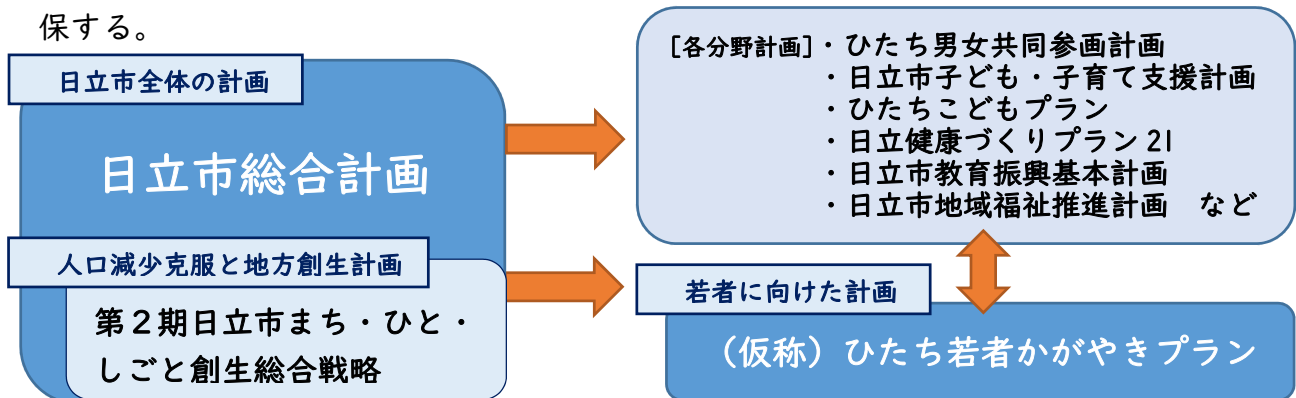 保する。
日立市全体の計画
日立市総合計画
人口減少克服と地方創生計画
第２期日立市まち・ひと・
しごと創生総合戦略
[各分野計画]・ひたち男女共同参画計画
・日立市子ども・子育て支援計画
・ひたちこどもプラン
・日立健康づくりプラン21
・日立市教育振興基本計画
・日立市地域福祉推進計画　など
若者に向けた計画
（仮称）ひたち若者かがやきプラン